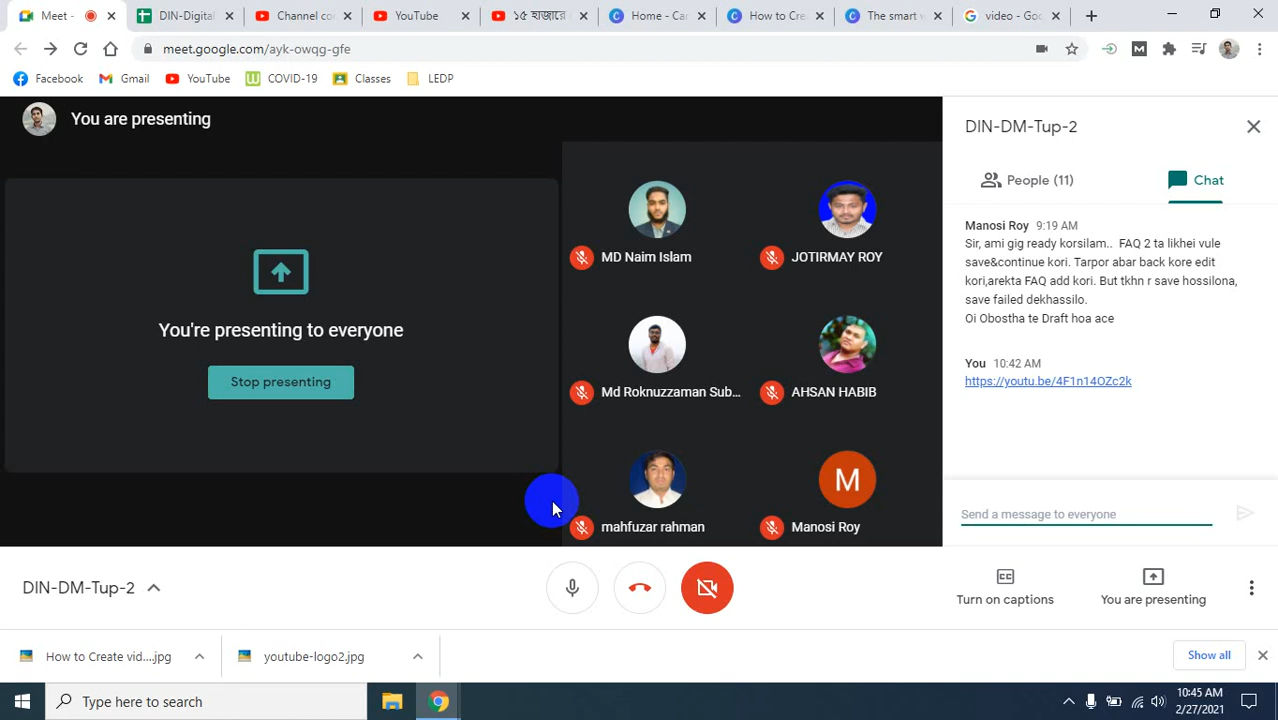 Meet -
DIN-Digital
Channel co
YouTube
১৫ হাজারে
Home - Can
How to Cre
The smart v
video - Goo
meet.google.com/ayk-owqg-gfe
Facebook
Gmail
YouTube
COVID-19
Classes
LEDP
You are presenting
You're presenting to everyone
Stop presenting
MD Naim Islam
JOTIRMAY ROY
Md Roknuzzaman Sub...
AHSAN HABIB
mahfuzar rahman
M
Manosi Roy
DIN-DM-Tup-2
People (11)
Chat
Manosi Roy 9:19 AM
Sir, ami gig ready korsilam.. FAQ 2 ta likhei vule
save&continue kori. Tarpor abar back kore edit
kori,arekta FAQ add kori. But tkhn r save hossilona,
save failed dekhassilo.
Oi Obostha te Draft hoa ace
You 10:42 AM
https://youtu.be/4F1n14OZc2k
Send a message to everyone
DIN-DM-Tup-2
Turn on captions
You are presenting
How to Create vid....jpg
youtube-logo2.jpg
Show all
Type here to search
10:45 AM
2/27/2021